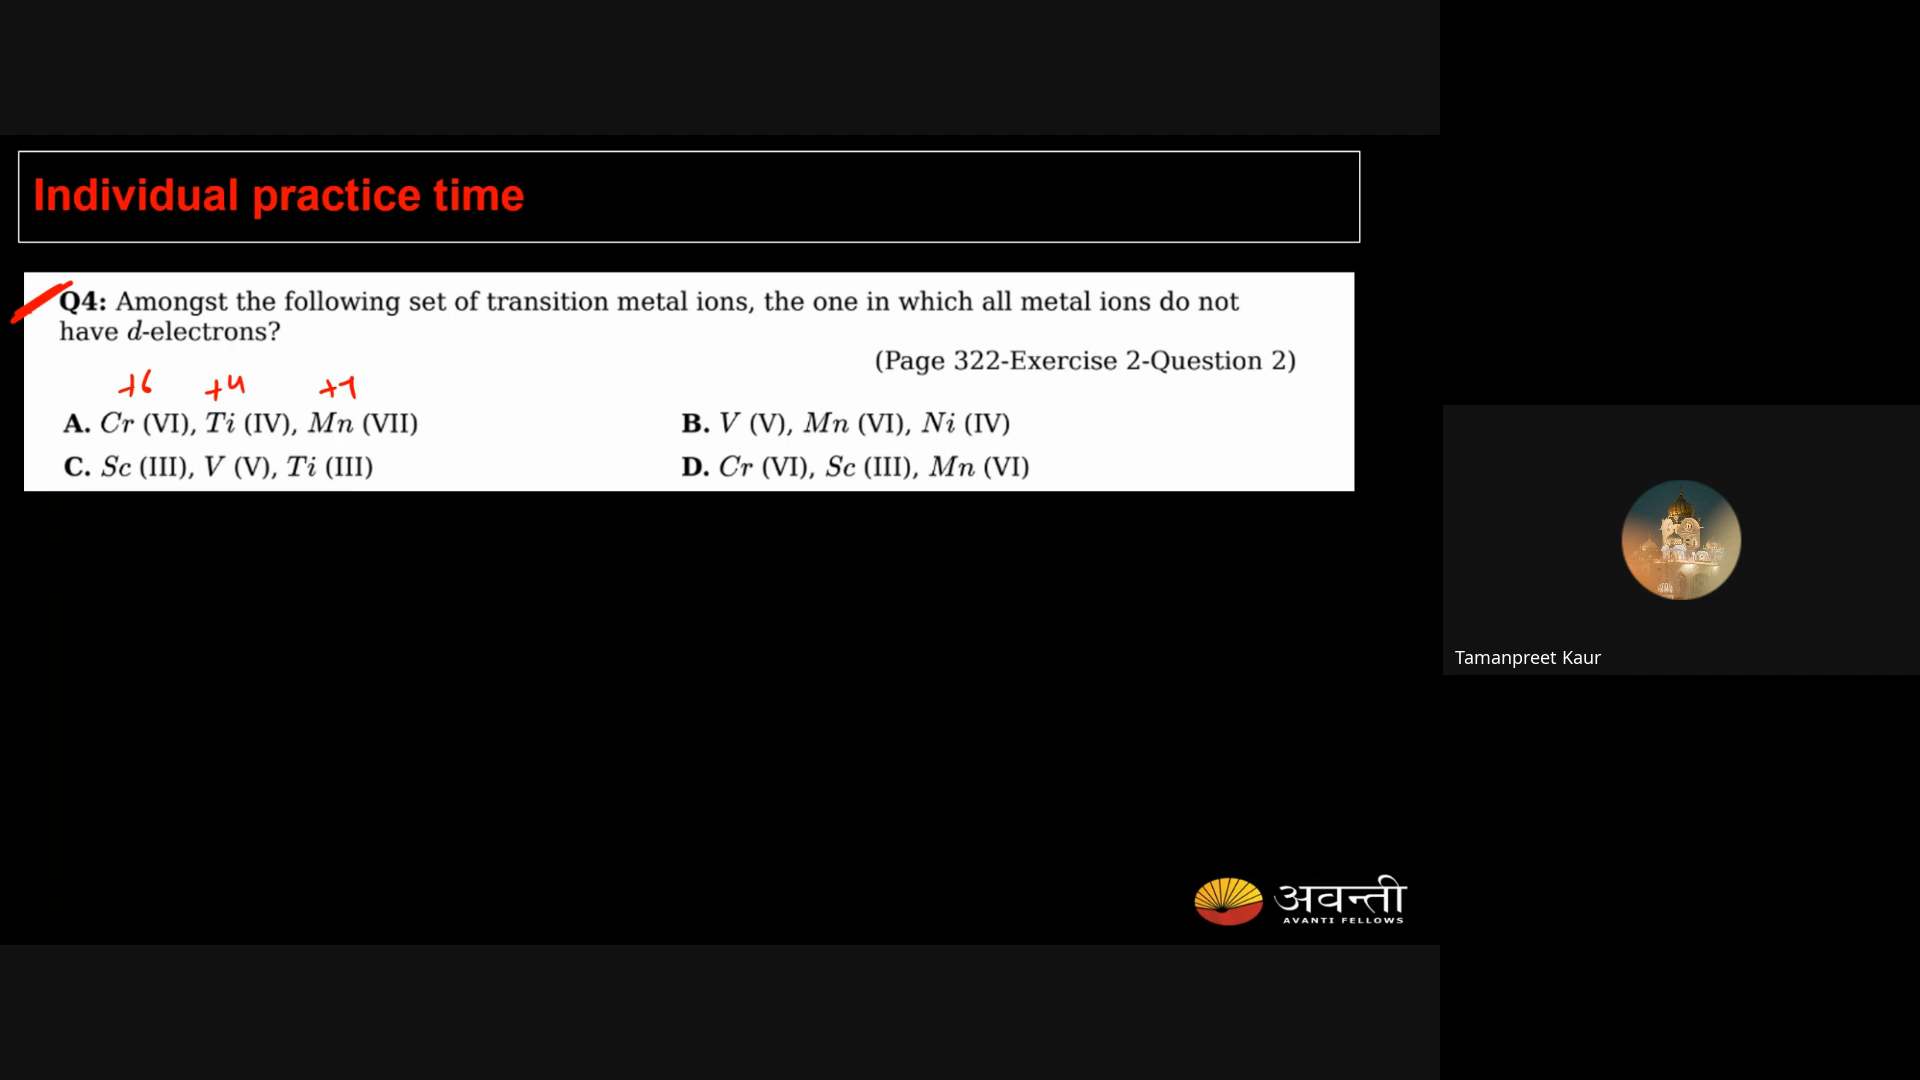 Individual practice time
Q4: Amongst the following set of transition metal ions, the one in which all metal ions do not
have d-electrons?
(Page 322-Exercise 2-Question 2)
+6 +4 +7
A. Cr (VI), Ti (IV), Mn (VII) B. V (V), Mn (VI), Ni (IV)
C. Sc (III), V (V), Ti (III) D. Cr (VI), Sc (III), Mn (VI)
Tamanpreet Kaur
अवन्ती
AVANTI FELLOWS